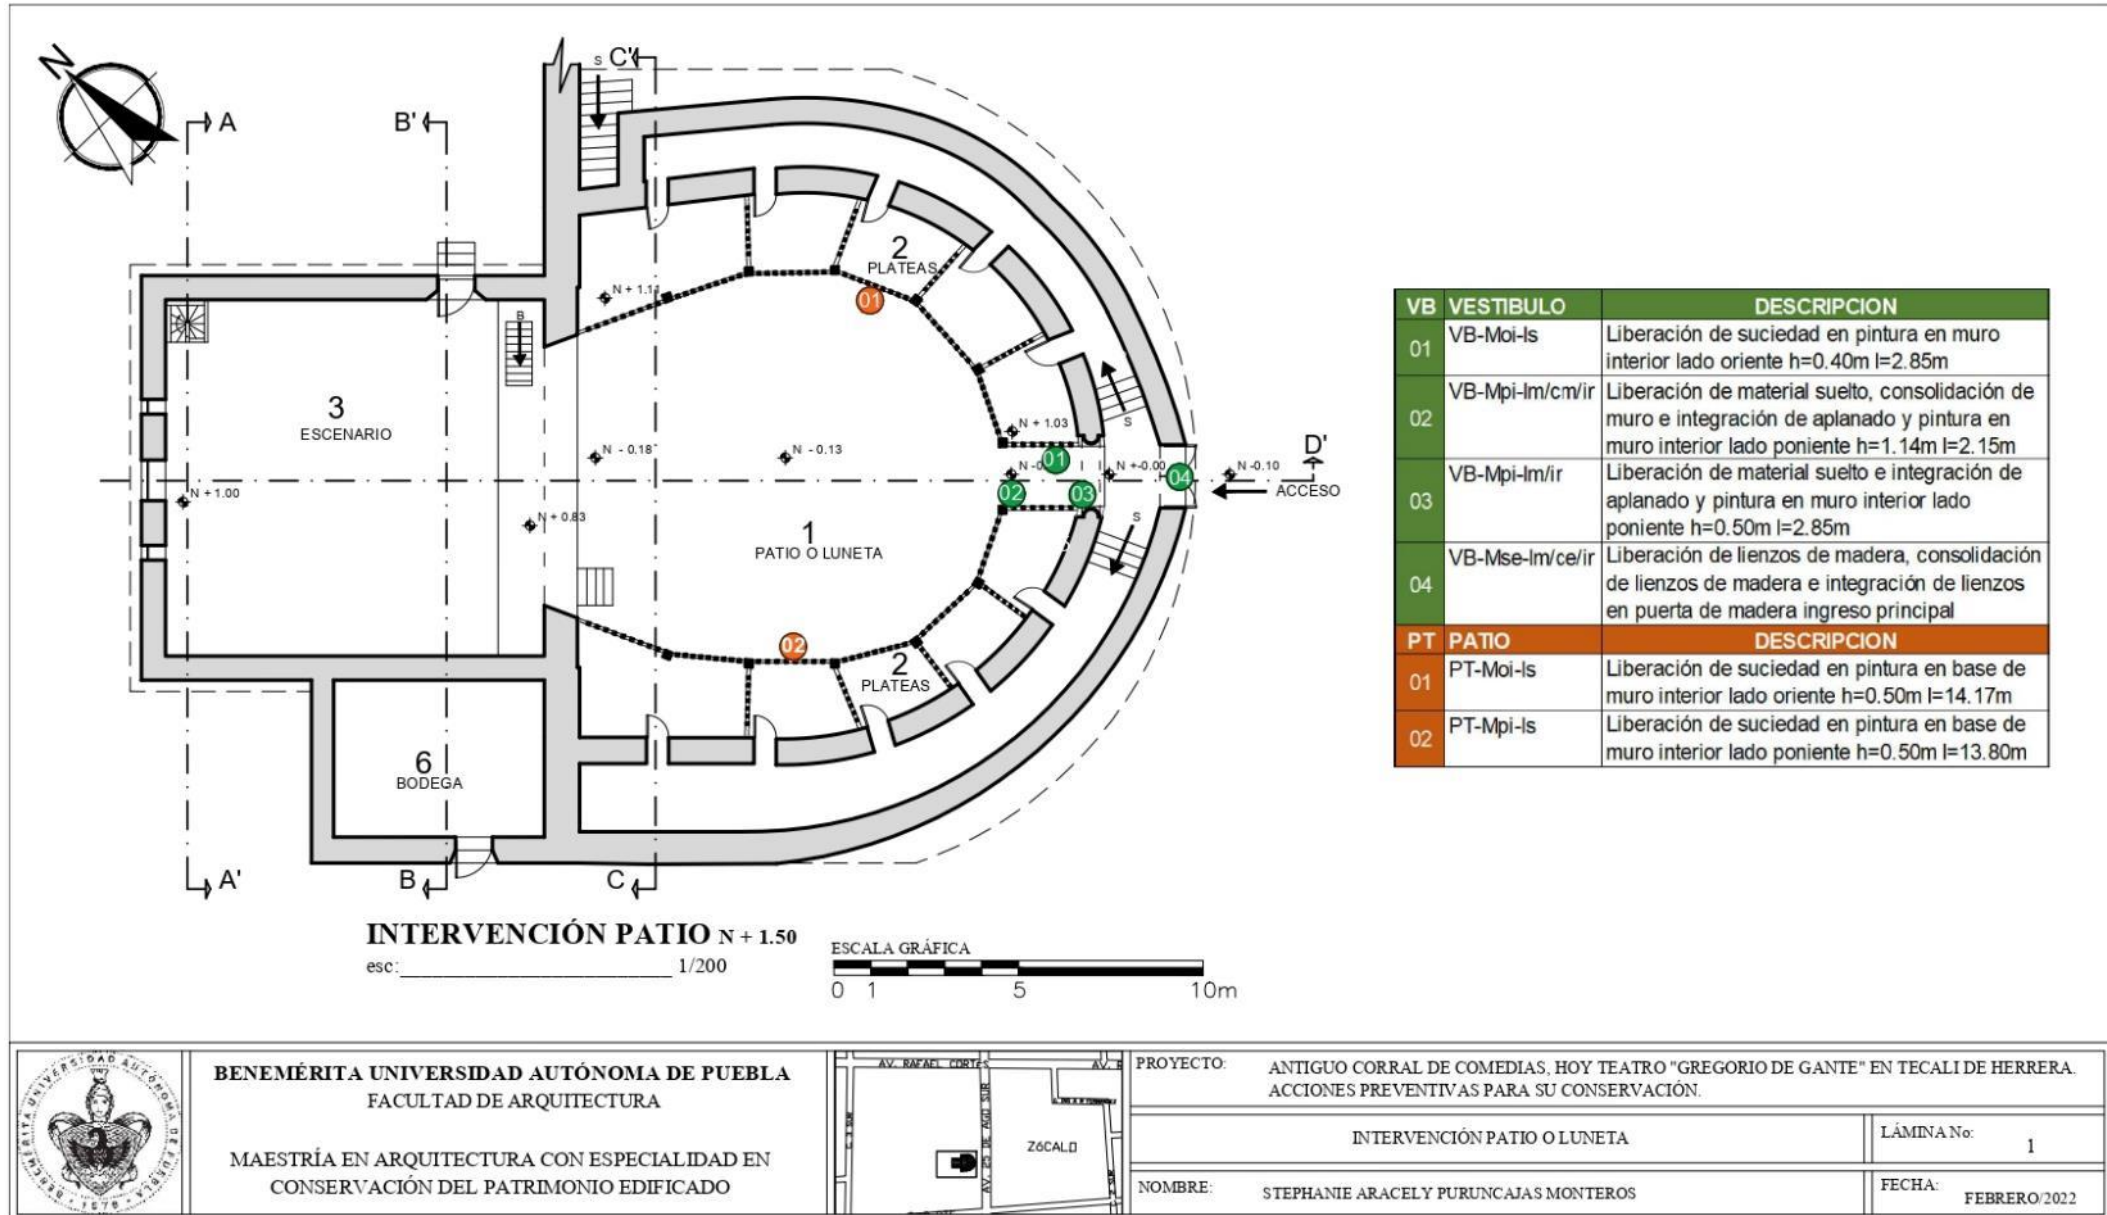 N
A
B'
S
C'
2
PLATEAS
01
N + 1.11
B
3
ESCENARIO
N + 1.03
N - 0.18
N - 0.13
01
N + 1.00
02
03
N +-0.00
04
N -0.10
D'
ACCESO
S
N + 0.83
1
PATIO O LUNETA
S
02
2
PLATEAS
6
BODEGA
A'
B
C
VB VESTIBULO DESCRIPCION
01 VB-Moi-ls Liberación de suciedad en pintura en muro
interior lado oriente h=0.40m l=2.85m
02 VB-Mpi-lm/cm/ir Liberación de material suelto, consolidación de
muro e integración de aplanado y pintura en
muro interior lado poniente h=1.14m l=2.15m
03 VB-Mpi-lm/ir Liberación de material suelto e integración de
aplanado y pintura en muro interior lado
poniente h=0.50m l=2.85m
04 VB-Mse-lm/ce/ir Liberación de lienzos de madera, consolidación
de lienzos de madera e integración de lienzos
en puerta de madera ingreso principal
PT PATIO DESCRIPCION
01 PT-Moi-ls Liberación de suciedad en pintura en base de
muro interior lado oriente h=0.50m l=14.17m
02 PT-Mpi-ls Liberación de suciedad en pintura en base de
muro interior lado poniente h=0.50m l=13.80m
INTERVENCIÓN PATIO N + 1.50
esc: 1/200
ESCALA GRÁFICA
0 1 5 10m
BENEMÉRITA UNIVERSIDAD AUTÓNOMA DE PUEBLA
FACULTAD DE ARQUITECTURA
MAESTRÍA EN ARQUITECTURA CON ESPECIALIDAD EN
CONSERVACIÓN DEL PATRIMONIO EDIFICADO
AV. RAFAEL CORTéS
AV. 25 DE AGO SUR
ZóCALO
PROYECTO: ANTIGUO CORRAL DE COMEDIAS, HOY TEATRO "GREGORIO DE GANTE" EN TECALI DE HERRERA.
ACCIONES PREVENTIVAS PARA SU CONSERVACIÓN.
INTERVENCIÓN PATIO O LUNETA
LÁMINA No: 1
NOMBRE: STEPHANIE ARACELY PURUNCAJAS MONTEROS
FECHA: FEBRERO/2022